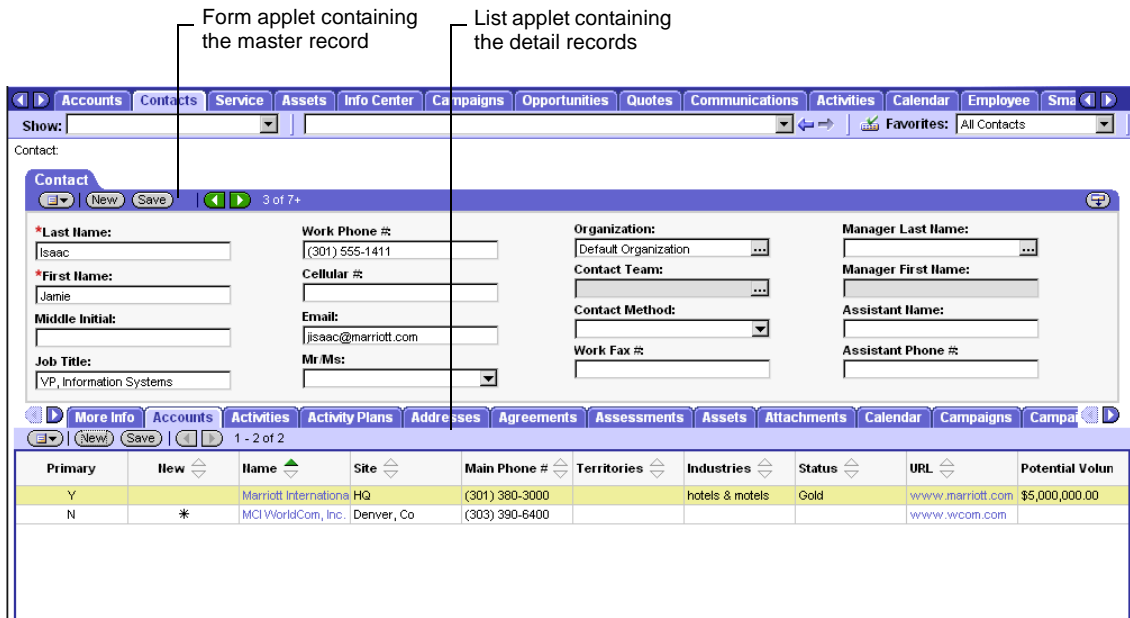 Form applet containing
the master record
List applet containing
the detail records
Accounts Contacts Service Assets Info Center Campaigns Opportunities Quotes Communications Activities Calendar Employee Sma
Show: Favorites: All Contacts
Contact:
Contact
New Save 3 of 7+
*Last Name: Work Phone #: Organization: Manager Last Name:
Isaac (301) 555-1411 Default Organization ...
*First Name: Cellular #: Contact Team: Manager First Name:
Jamie ...
Middle Initial: Email: Contact Method: Assistant Name:
jisaac@marriott.com
Job Title: Mr/Ms: Work Fax #: Assistant Phone #:
VP, Information Systems
More Info Accounts Activities Activity Plans Addresses Agreements Assessments Assets Attachments Calendar Campaigns Campai
New Save 1 - 2 of 2
Primary New Name Site Main Phone # Territories Industries Status URL Potential Volun
Y Marriott Internationa HQ (301) 380-3000 hotels & motels Gold www.marriott.com $5,000,000.00
N * MCI WorldCom, Inc. Denver, Co (303) 390-6400 www.wcom.com